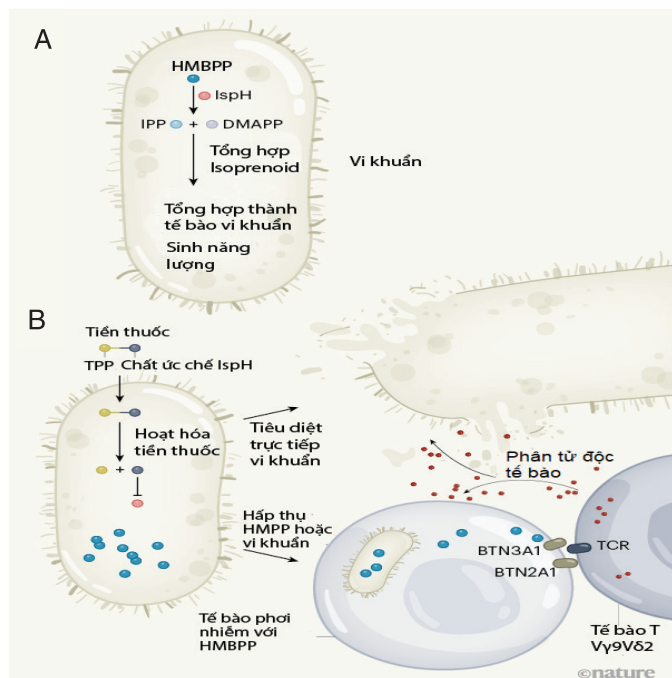 A
HMBPP
IspH
IPP + DMAPP
Tổng hợp
Isoprenoid
Vi khuẩn
Tổng hợp thành
tế bào vi khuẩn
Sinh năng
lượng
B
Tiền thuốc
TPP Chất ức chế IspH
Hoạt hóa
tiền thuốc
+
Tiêu diệt
trực tiếp
vi khuẩn
Phân tử độc
tế bào
Hấp thụ
HMPP hoặc
vi khuẩn
BTN3A1
TCR
BTN2A1
Tế bào phơi
nhiễm với
HMBPP
Tế bào T
Vγ9Vδ2
©nature